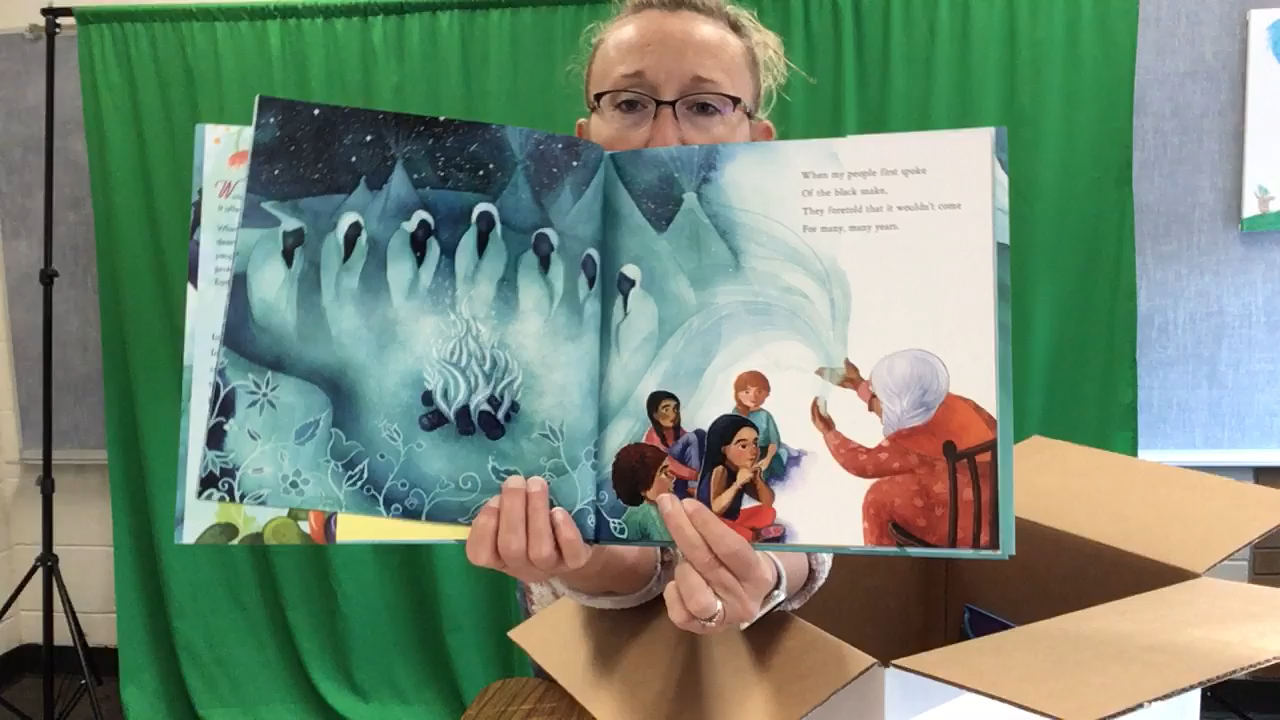 When my people first spoke
Of the black snake,
They foretold that it wouldn't come
For many, many years.